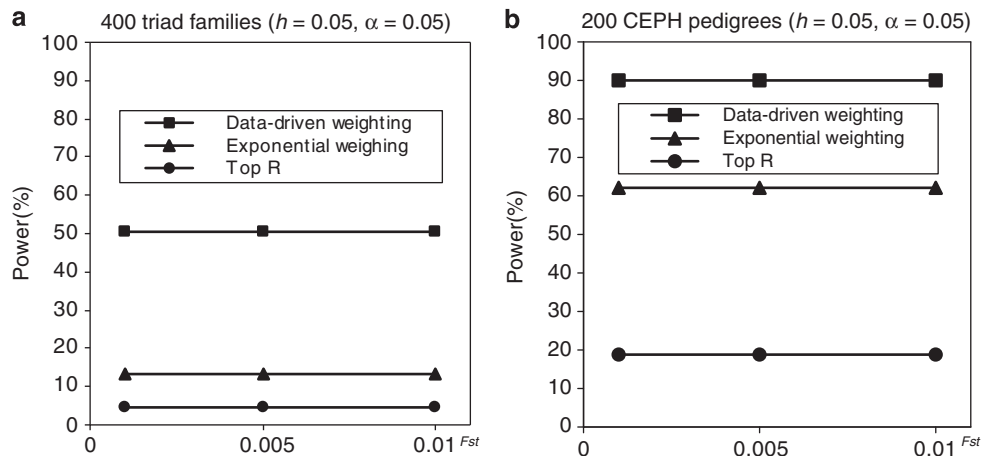 a 400 triad families (h = 0.05, α = 0.05)
100
90
80
70
60
50
40
30
20
10
0
Power(%)
Data-driven weighting
Exponential weighing
Top R
0 0.005 0.01 Fst
b 200 CEPH pedigrees (h = 0.05, α = 0.05)
100
90
80
70
60
50
40
30
20
10
0
Power(%)
Data-driven weighting
Exponential weighting
Top R
0 0.005 0.01 Fst